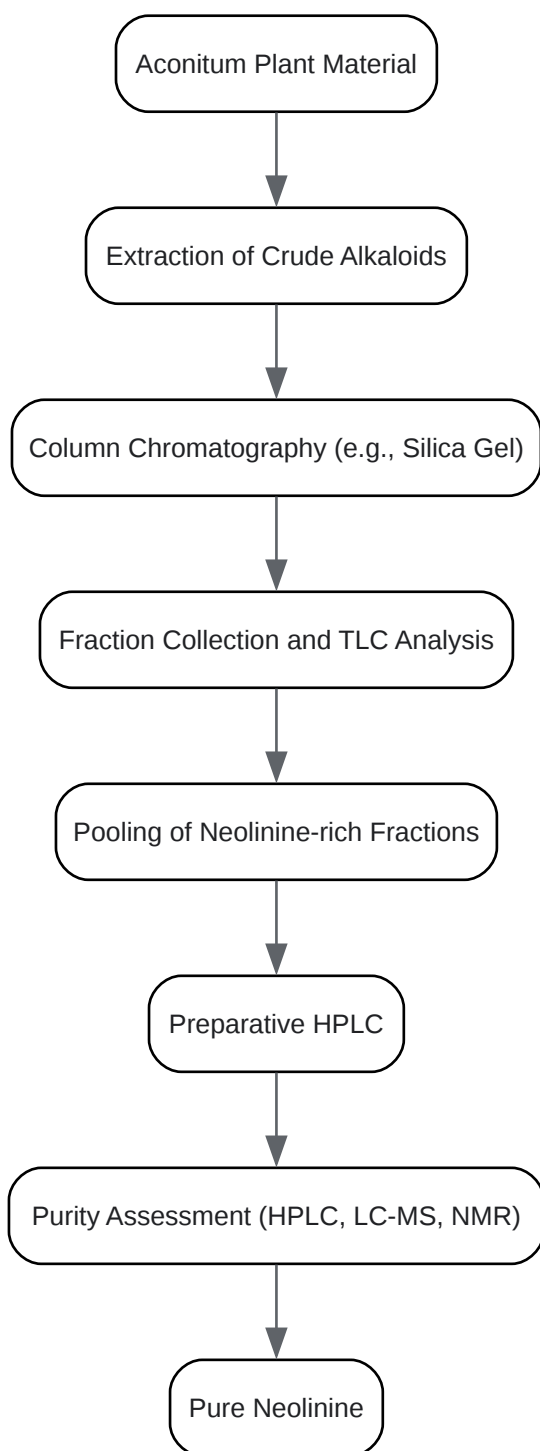 Aconitum Plant Material
Extraction of Crude Alkaloids
Column Chromatography (e.g., Silica Gel)
Fraction Collection and TLC Analysis
Pooling of Neolinine-rich Fractions
Preparative HPLC
Purity Assessment (HPLC, LC-MS, NMR)
Pure Neolinine